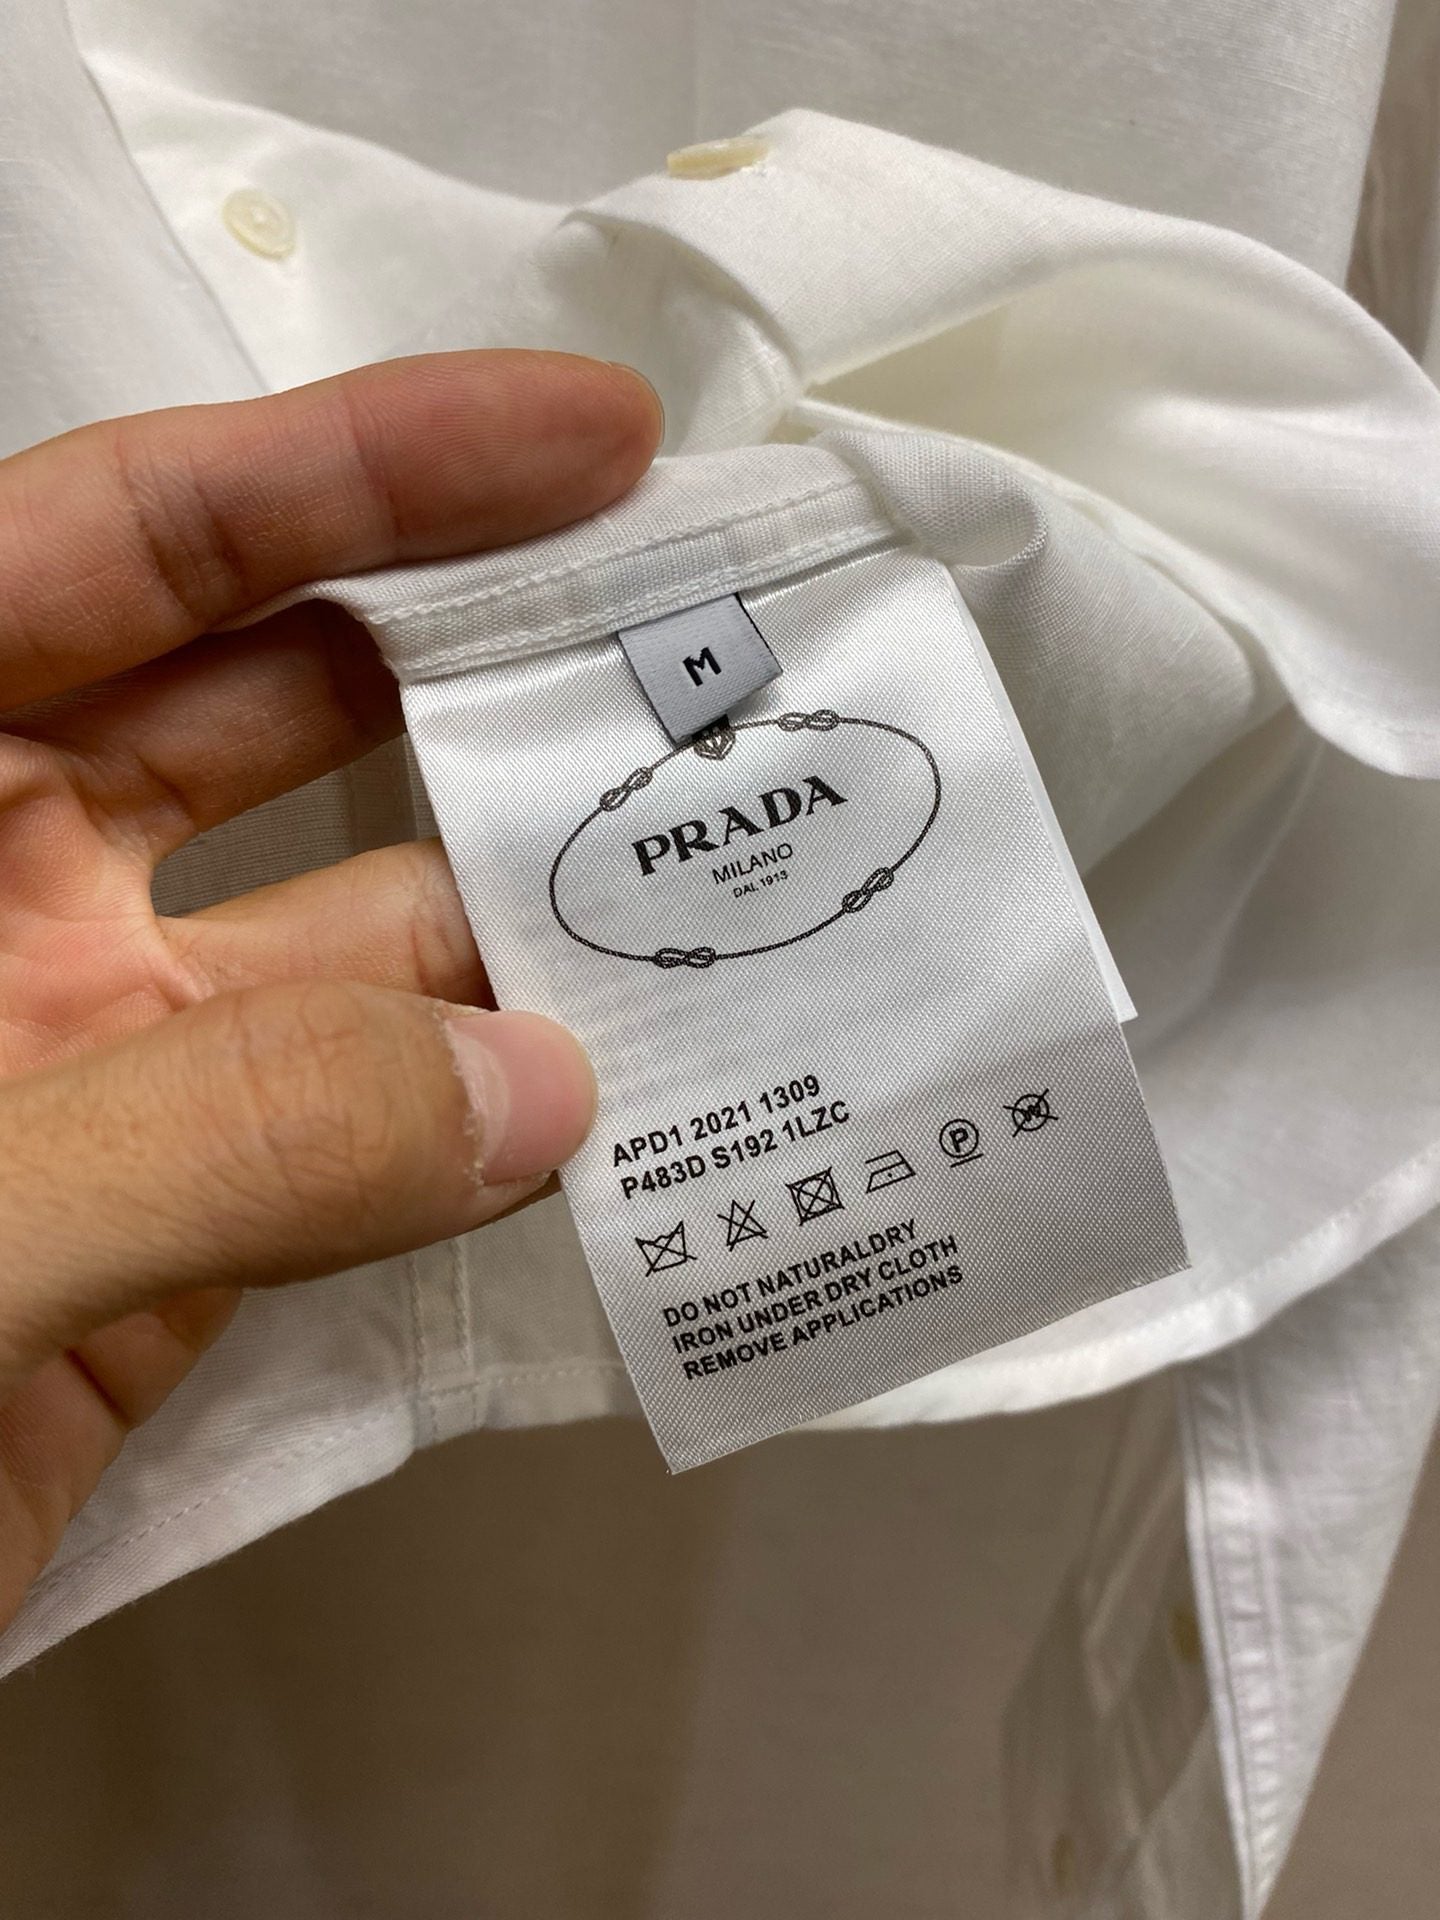 M
PRADA
MILANO
DAL 1913
APD1 2021 1309
P483D S192 1LZC
P W
DO NOT NATURALDRY
IRON UNDER DRY CLOTH
REMOVE APPLICATIONS